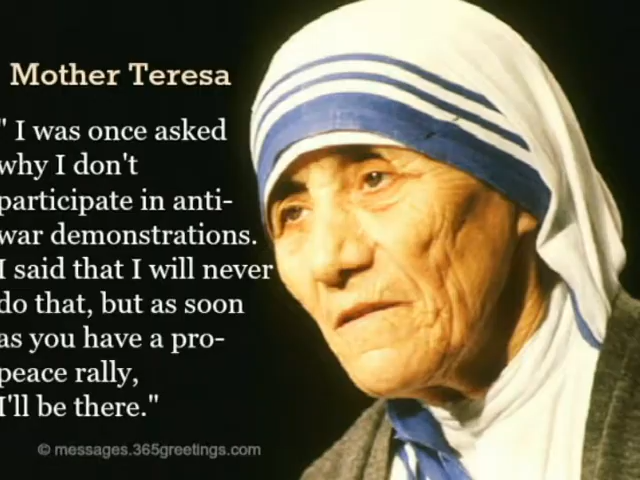 Mother Teresa
" I was once asked
why I don't
participate in anti-
war demonstrations.
I said that I will never
do that, but as soon
as you have a pro-
peace rally,
I'll be there."
© messages.365greetings.com